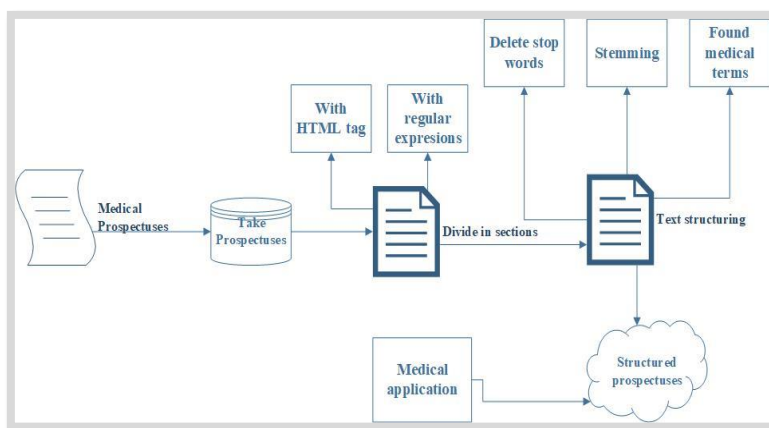 Delete stop
words
Stemming
Found
medical
terms
With
HTML tag
With
regular
expresions
Medical
Prospectuses
Take
Prospectuses
Divide in sections
Text structuring
Medical
application
Structured
prospectuses